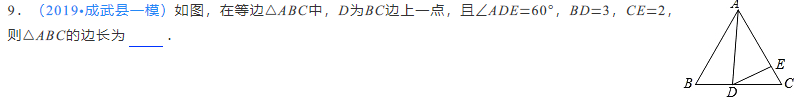 9．（2019•成武县一模）如图，在等边△ABC中，D为BC边上一点，且∠ADE=60°，BD=3，CE=2，
则△ABC的边长为 ____ ．
A
E
B
D
C